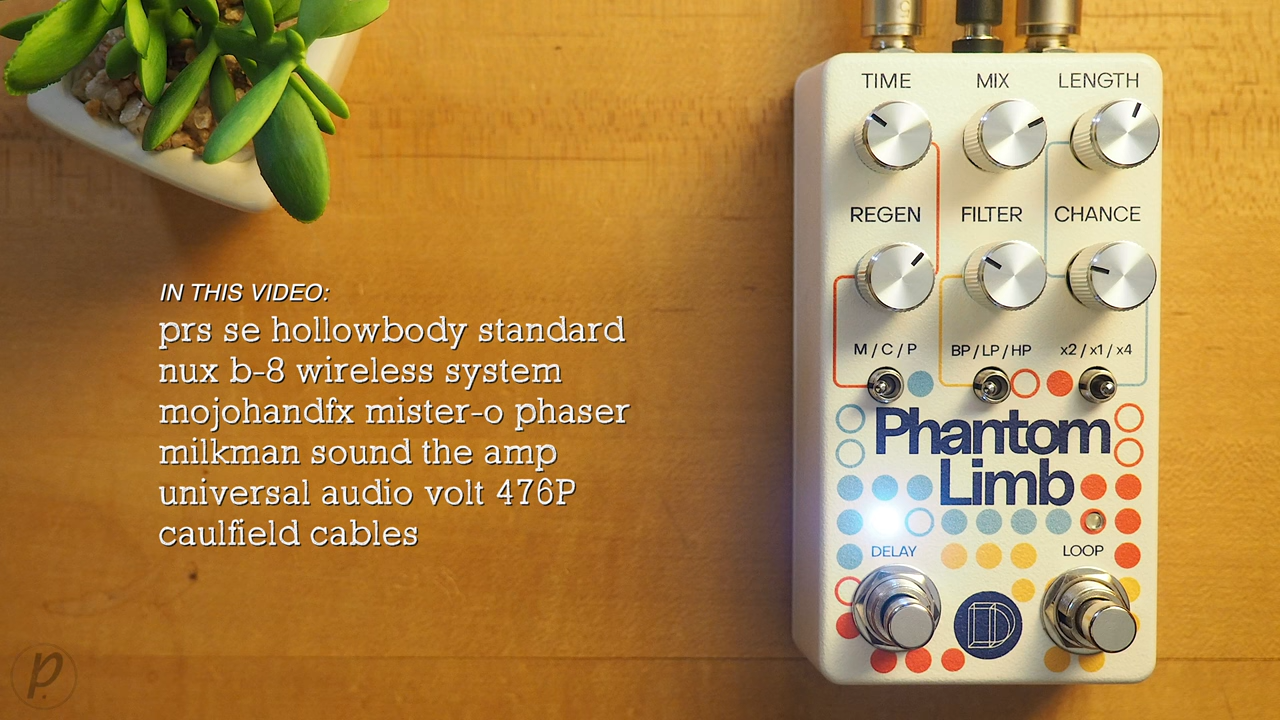 IN THIS VIDEO:
prs se hollowbody standard
nux b-8 wireless system
mojohandfx mister-o phaser
milkman sound the amp
universal audio volt 476P
caulfield cables
p.
TIME MIX LENGTH
REGEN FILTER CHANCE
M / C / P BP / LP / HP x2 / x1 / x4
Phantom
Limb
DELAY LOOP
D